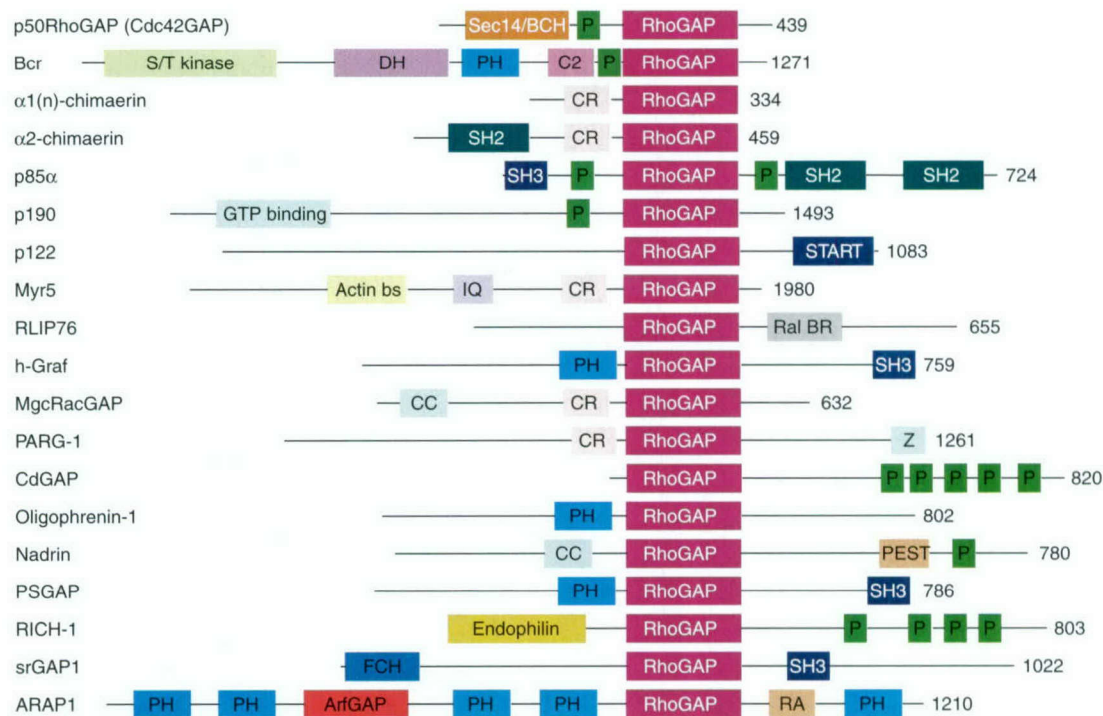 p50RhoGAP (Cdc42GAP) Sec14/BCH P RhoGAP 439
Bcr S/T kinase DH PH C2 P RhoGAP 1271
α1(n)-chimaerin CR RhoGAP 334
α2-chimaerin SH2 CR RhoGAP 459
p85α SH3 P RhoGAP P SH2 SH2 724
p190 GTP binding P RhoGAP 1493
p122 RhoGAP START 1083
Myr5 Actin bs IQ CR RhoGAP 1980
RLIP76 RhoGAP Ral BR 655
h-Graf PH RhoGAP SH3 759
MgcRacGAP CC CR RhoGAP 632
PARG-1 CR RhoGAP Z 1261
CdGAP RhoGAP P P P P P 820
Oligophrenin-1 PH RhoGAP 802
Nadrin CC RhoGAP PEST P 780
PSGAP PH RhoGAP SH3 786
RICH-1 Endophilin RhoGAP P P P P 803
srGAP1 FCH RhoGAP SH3 1022
ARAP1 PH PH ArfGAP PH PH RhoGAP RA PH 1210